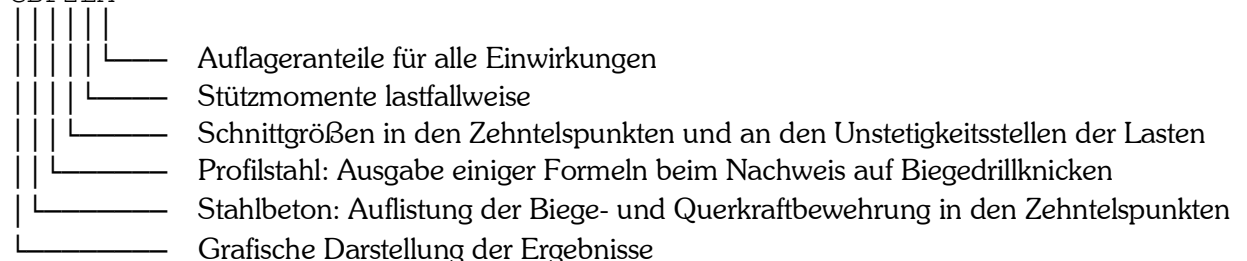 Auflageranteile für alle Einwirkungen
Stützmomente lastfallweise
Schnittgrößen in den Zehntelspunkten und an den Unstetigkeitsstellen der Lasten
Profilstahl: Ausgabe einiger Formeln beim Nachweis auf Biegedrillknicken
Stahlbeton: Auflistung der Biege- und Querkraftbewehrung in den Zehntelspunkten
Grafische Darstellung der Ergebnisse